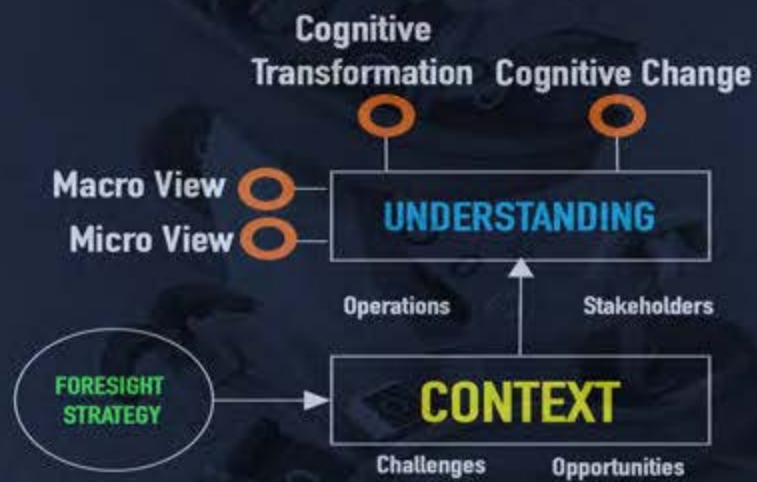 Cognitive
Transformation
Cognitive Change
Macro View
Micro View
UNDERSTANDING
Operations
Stakeholders
FORESIGHT
STRATEGY
CONTEXT
Challenges
Opportunities